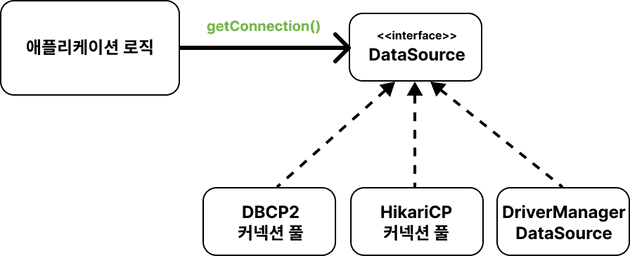 애플리케이션 로직
getConnection()
<<interface>>
DataSource
DBCP2
커넥션 풀
HikariCP
커넥션 풀
DriverManager
DataSource